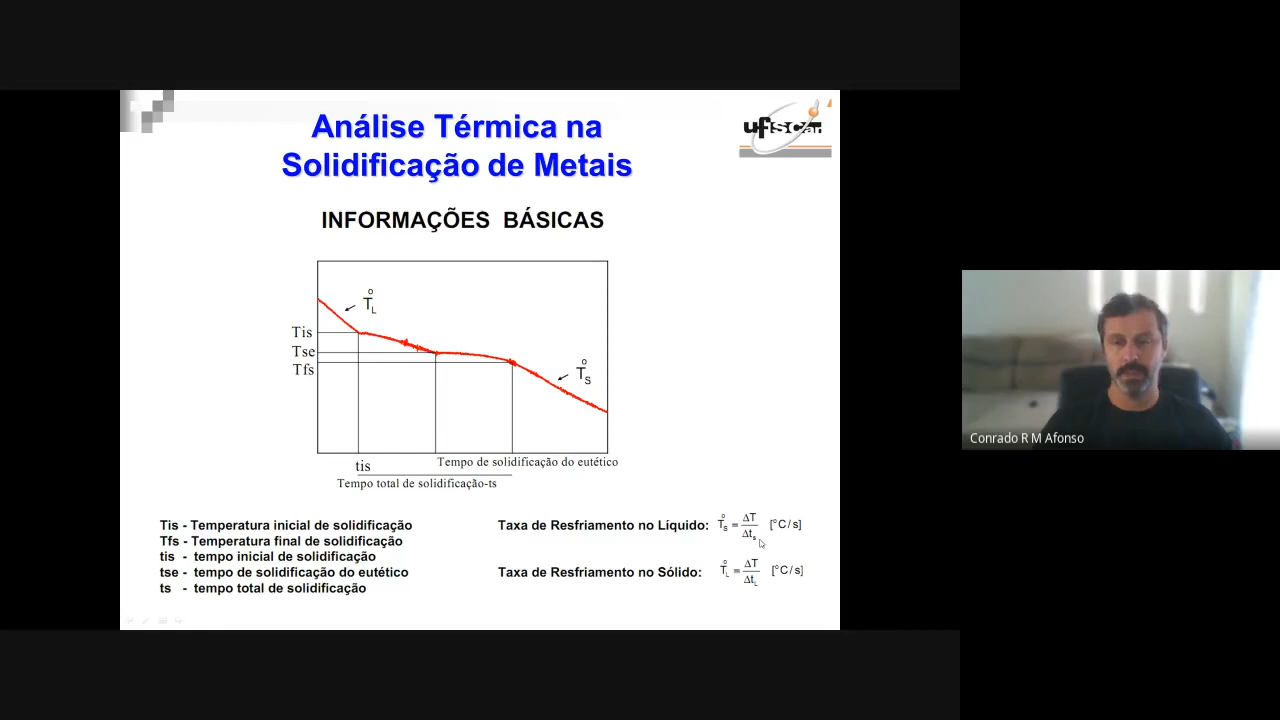 Análise Térmica na
Solidificação de Metais
ufscar
INFORMAÇÕES BÁSICAS
T̊L
Tis
Tse
Tfs
T̊S
tis
Tempo de solidificação do eutético
Tempo total de solidificação-ts
Tis - Temperatura inicial de solidificação
Tfs - Temperatura final de solidificação
tis - tempo inicial de solidificação
tse - tempo de solidificação do eutético
ts - tempo total de solidificação
Taxa de Resfriamento no Líquido: T̊S = ΔT / Δts [°C/s]
Taxa de Resfriamento no Sólido: T̊L = ΔT / ΔtL [°C/s]
Conrado R M Afonso